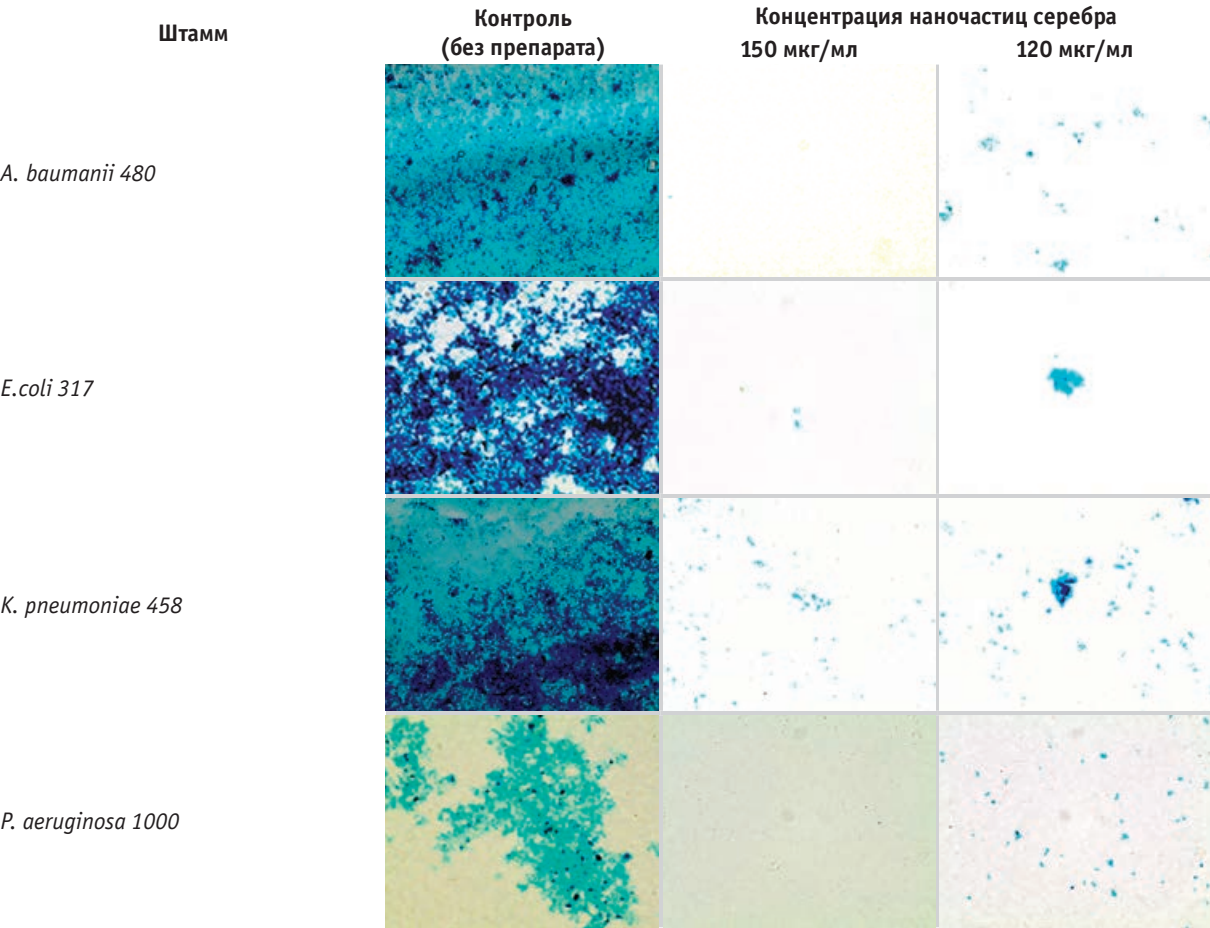 Штамм
Контроль
(без препарата)
Концентрация наночастиц серебра
150 мкг/мл
120 мкг/мл
A. baumanii 480
E.coli 317
K. pneumoniae 458
P. aeruginosa 1000